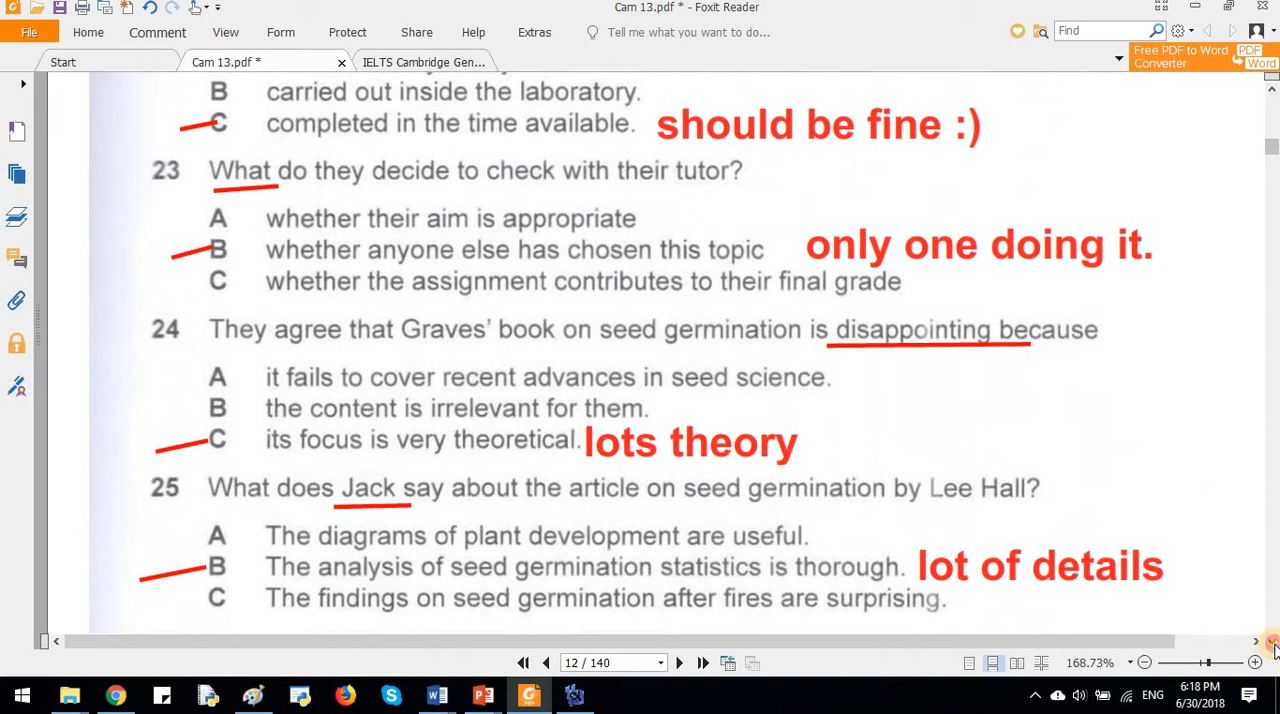 Cam 13.pdf * - Foxit Reader
File Home Comment View Form Protect Share Help Extras Tell me what you want to do... Find
Start Cam 13.pdf * IELTS Cambridge Gen... Free PDF to Word Converter PDF Word
B carried out inside the laboratory.
C completed in the time available. should be fine :)
23 What do they decide to check with their tutor?
A whether their aim is appropriate
B whether anyone else has chosen this topic only one doing it.
C whether the assignment contributes to their final grade
24 They agree that Graves' book on seed germination is disappointing because
A it fails to cover recent advances in seed science.
B the content is irrelevant for them.
C its focus is very theoretical. lots theory
25 What does Jack say about the article on seed germination by Lee Hall?
A The diagrams of plant development are useful.
B The analysis of seed germination statistics is thorough. lot of details
C The findings on seed germination after fires are surprising.
12 / 140 168.73%
ENG 6:18 PM
6/30/2018